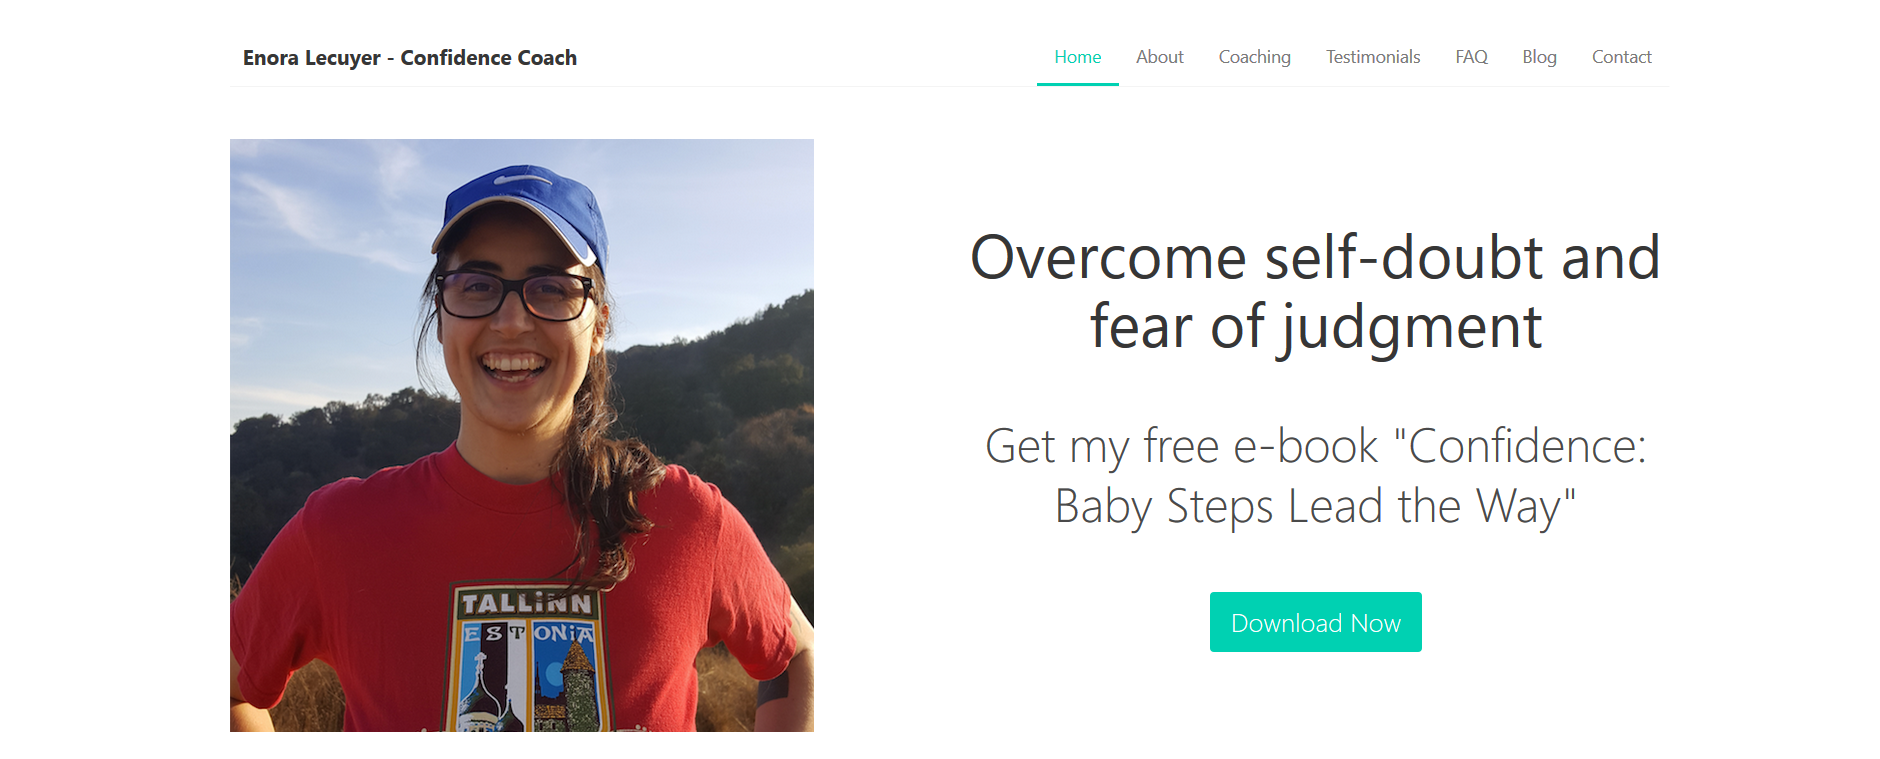 Enora Lecuyer - Confidence Coach
Home
About
Coaching
Testimonials
FAQ
Blog
Contact
Overcome self-doubt and
fear of judgment
Get my free e-book "Confidence:
Baby Steps Lead the Way"
Download Now
TALLiNN
ESTONiA